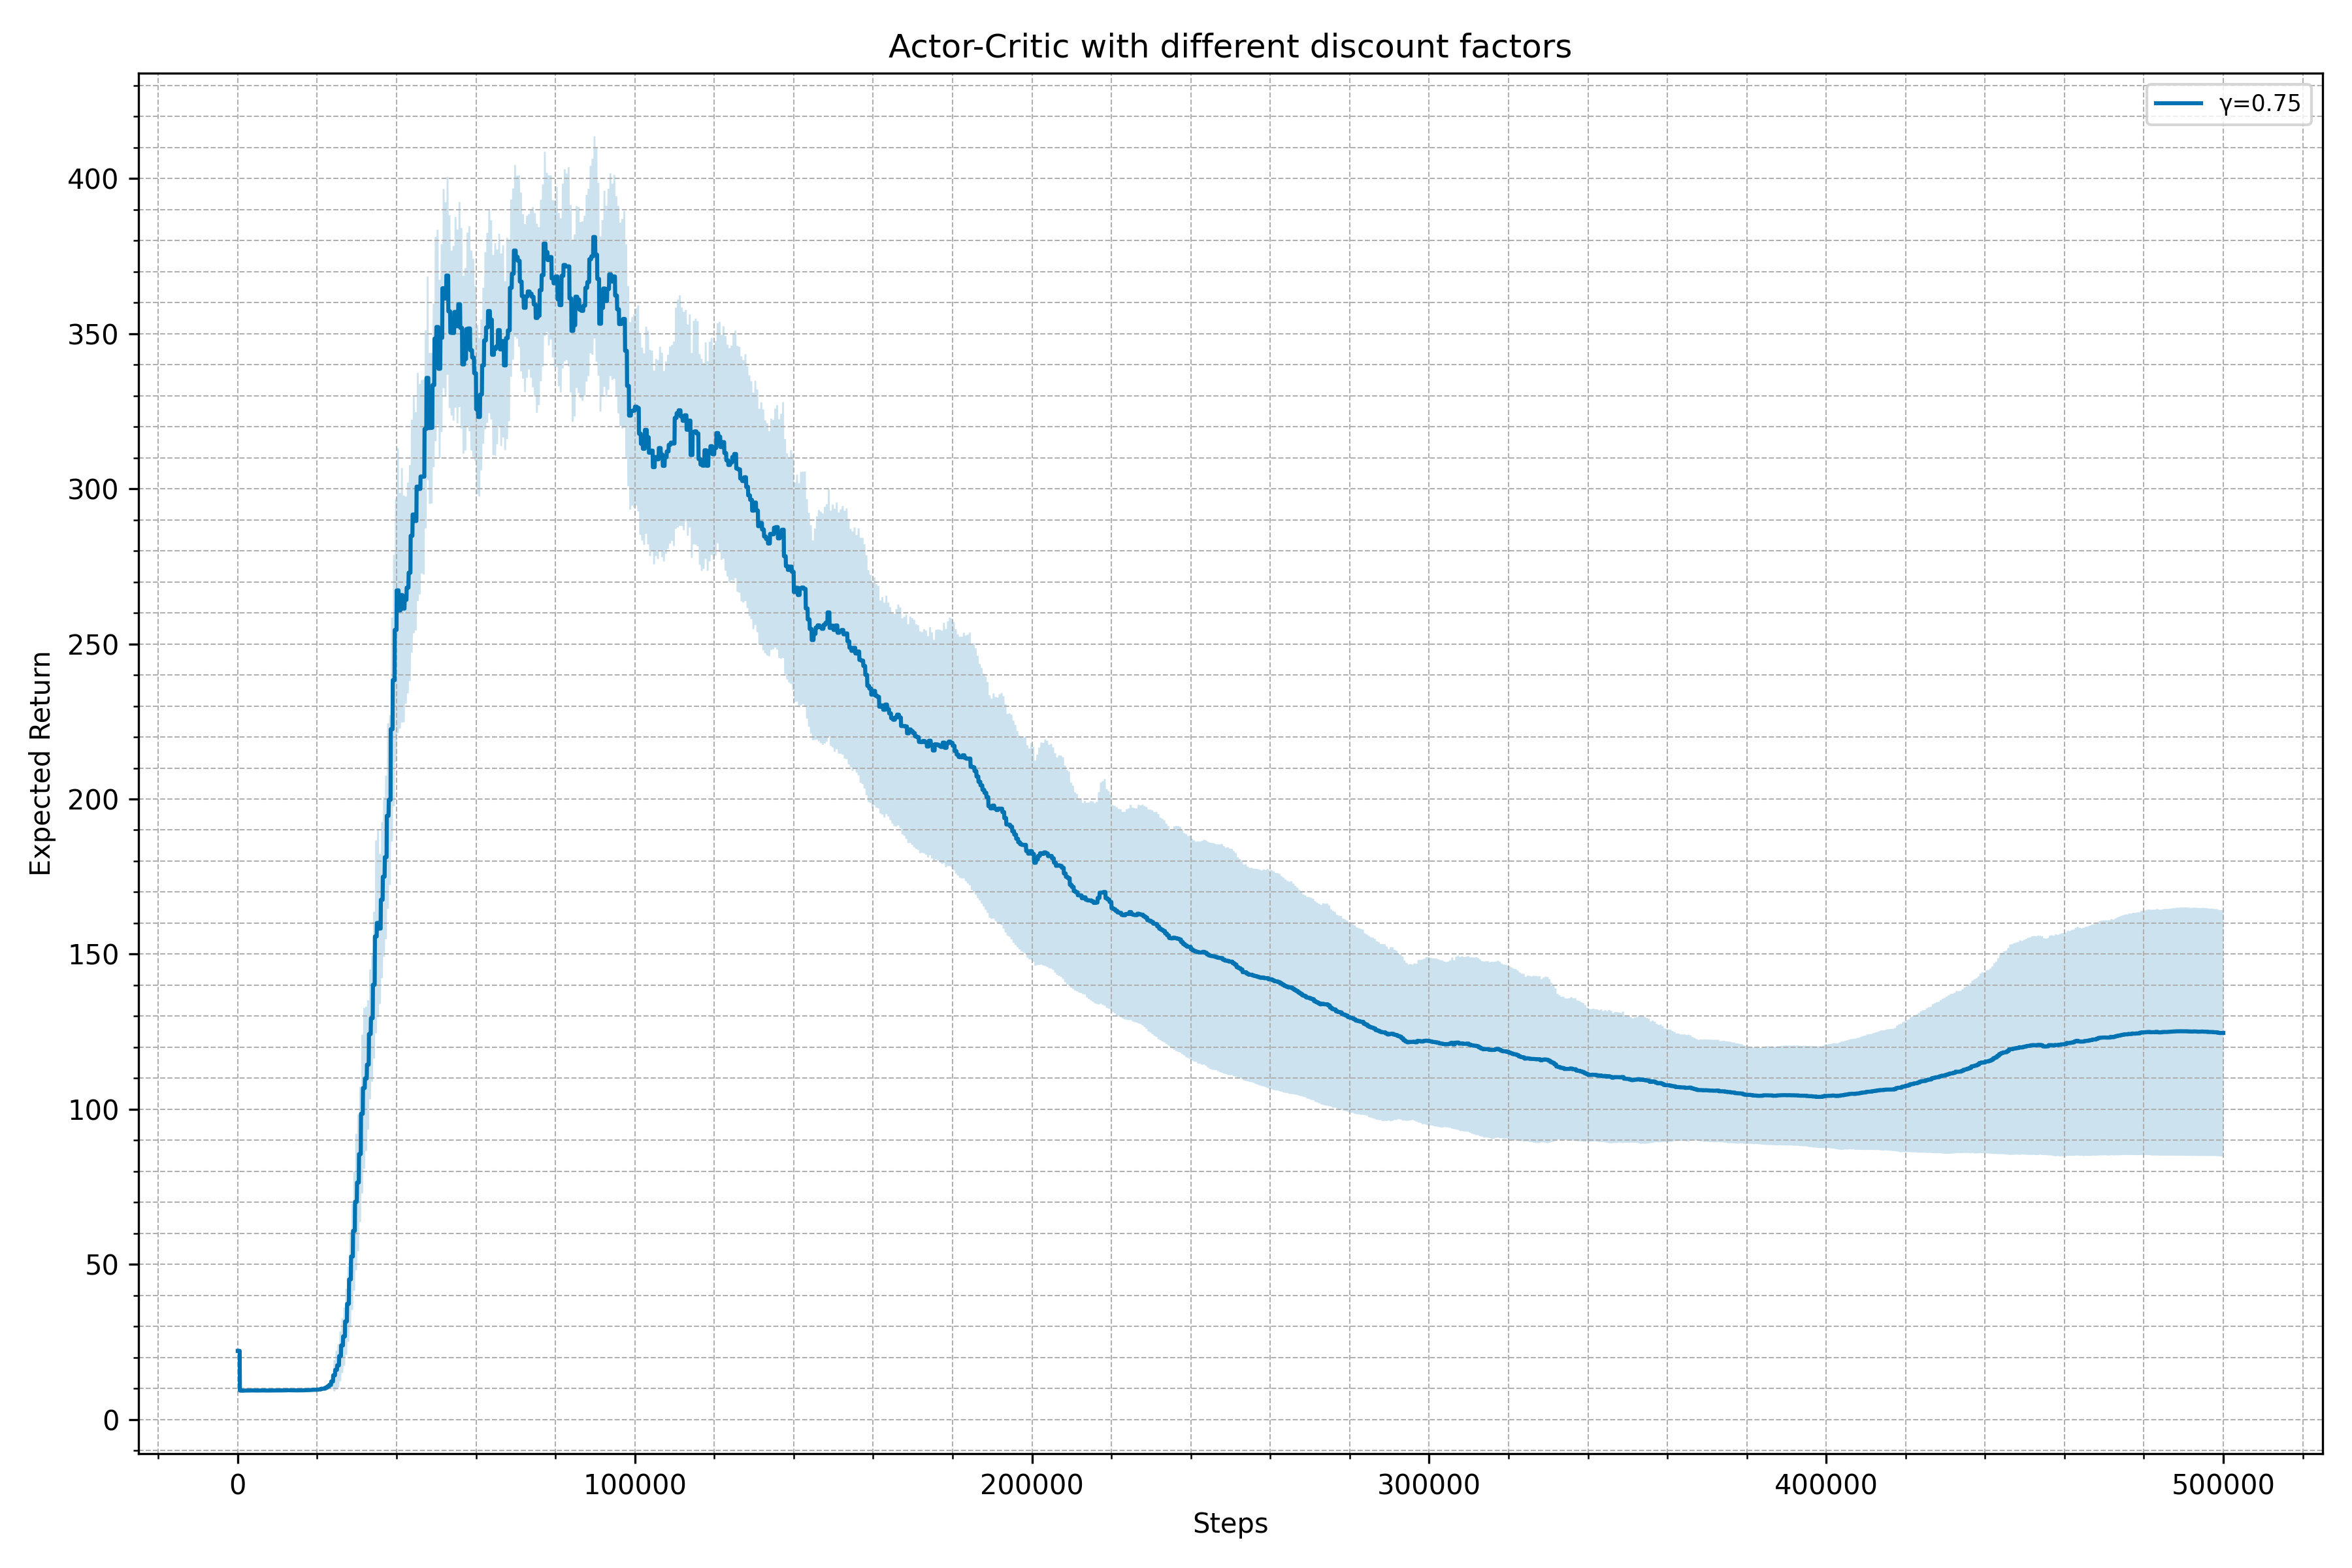 Actor-Critic with different discount factors
γ=0.75
Expected Return
400
350
300
250
200
150
100
50
0
0 100000 200000 300000 400000 500000
Steps